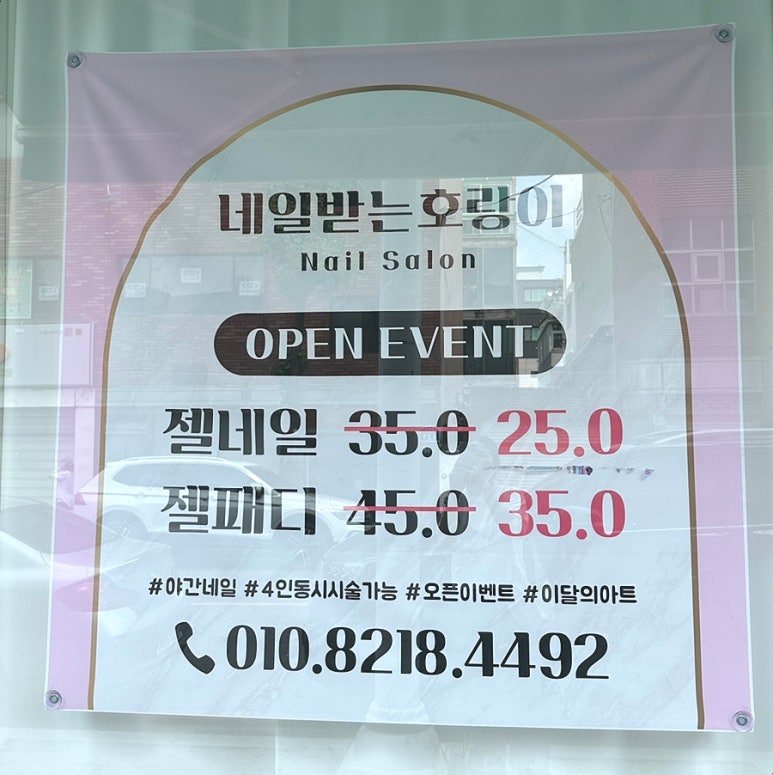 네일받는호랑이
Nail Salon
OPEN EVENT
젤네일 35.0 25.0
젤패디 45.0 35.0
#야간네일 #4인동시시술가능 #오픈이벤트 #이달의아트
010.8218.4492